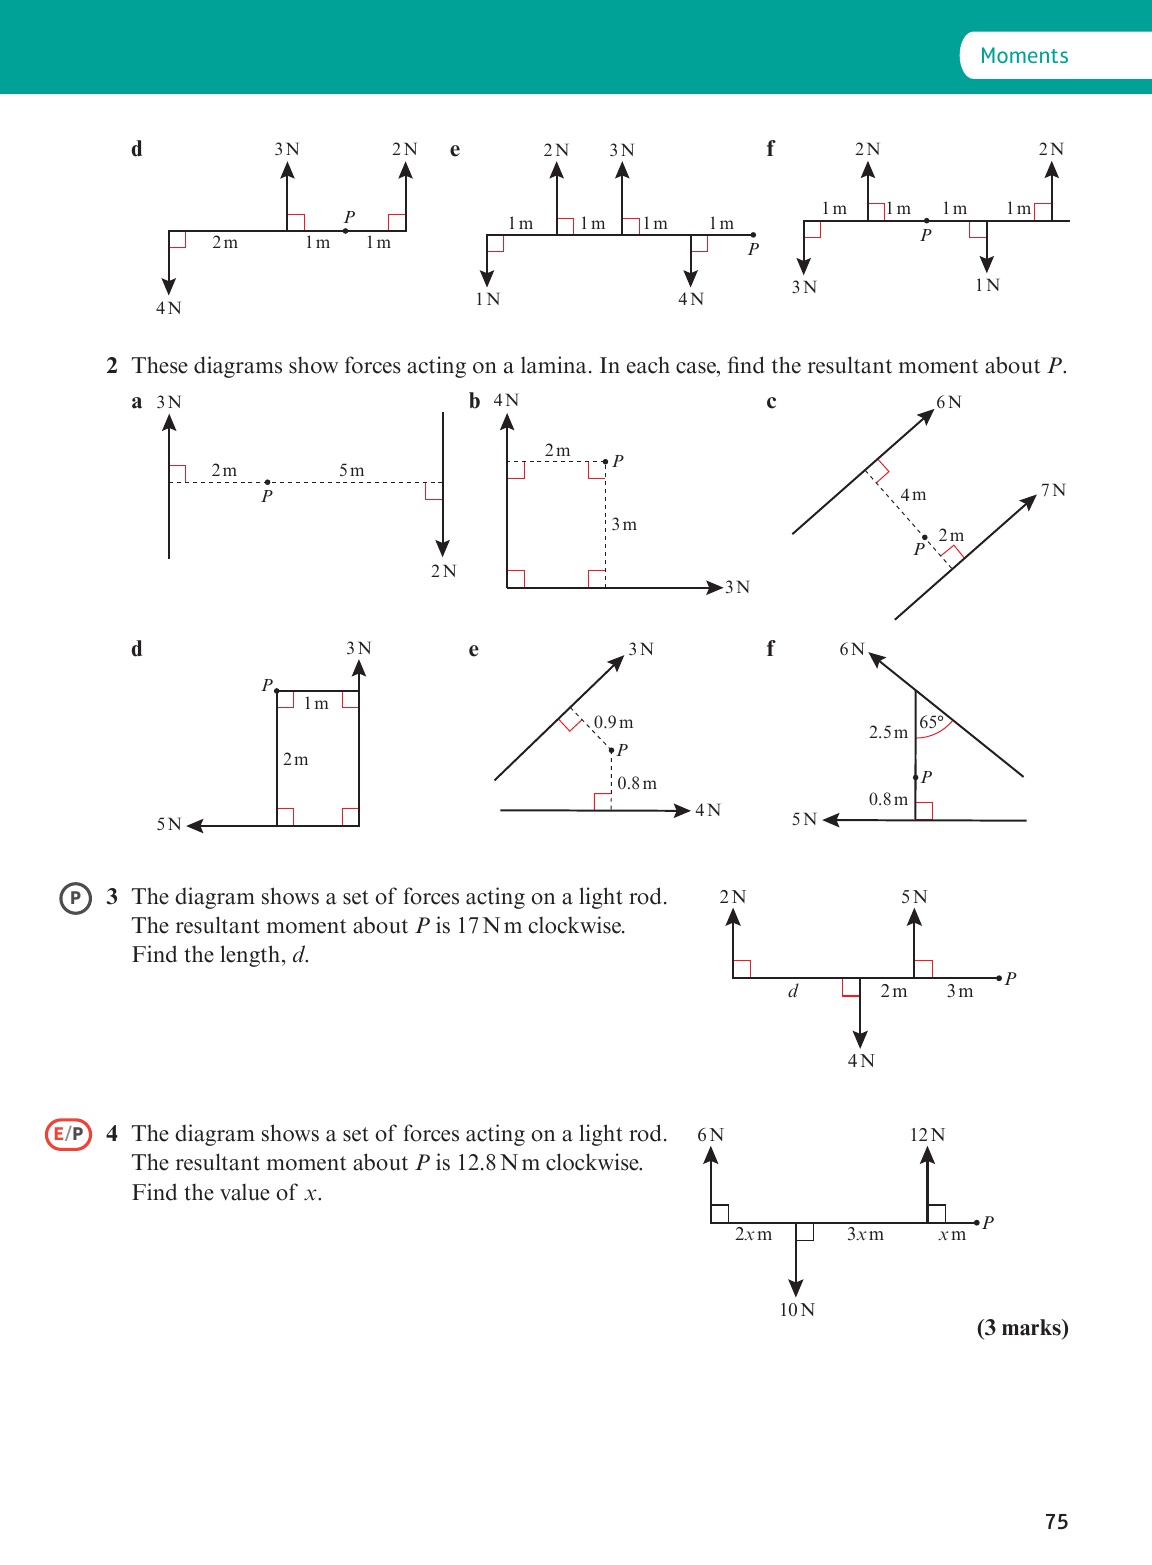 Moments
d
3 N
2 N
P
2 m
1 m
1 m
4 N
e
2 N
3 N
1 m
1 m
1 m
1 m
P
1 N
4 N
f
2 N
2 N
1 m
1 m
1 m
1 m
P
3 N
1 N
2 These diagrams show forces acting on a lamina. In each case, find the resultant moment about P.
a
3 N
2 m
5 m
P
2 N
b
4 N
2 m
P
3 m
3 N
c
6 N
4 m
7 N
P
2 m
d
3 N
P
1 m
2 m
5 N
e
3 N
0.9 m
P
0.8 m
4 N
f
6 N
65°
2.5 m
P
0.8 m
5 N
P
3 The diagram shows a set of forces acting on a light rod.
The resultant moment about P is 17 N m clockwise.
Find the length, d.
2 N
5 N
P
d
2 m
3 m
4 N
E/P
4 The diagram shows a set of forces acting on a light rod.
The resultant moment about P is 12.8 N m clockwise.
Find the value of x.
6 N
12 N
P
2x m
3x m
x m
10 N
(3 marks)
75